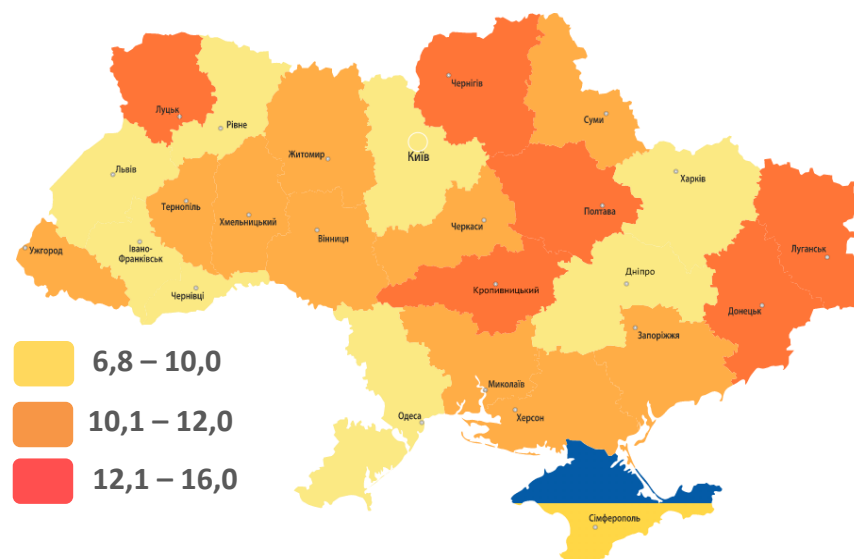 Чернігів
Луцьк
Рівне
Суми
Київ
Житомир
Львів
Харків
Тернопіль
Хмельницький
Полтава
Черкаси
Вінниця
Ужгород
Івано-
Франківськ
Луганськ
Дніпро
Чернівці
Кропивницький
Донецьк
Запоріжжя
6,8 – 10,0
Миколаїв
Херсон
Одеса
10,1 – 12,0
12,1 – 16,0
Сімферополь